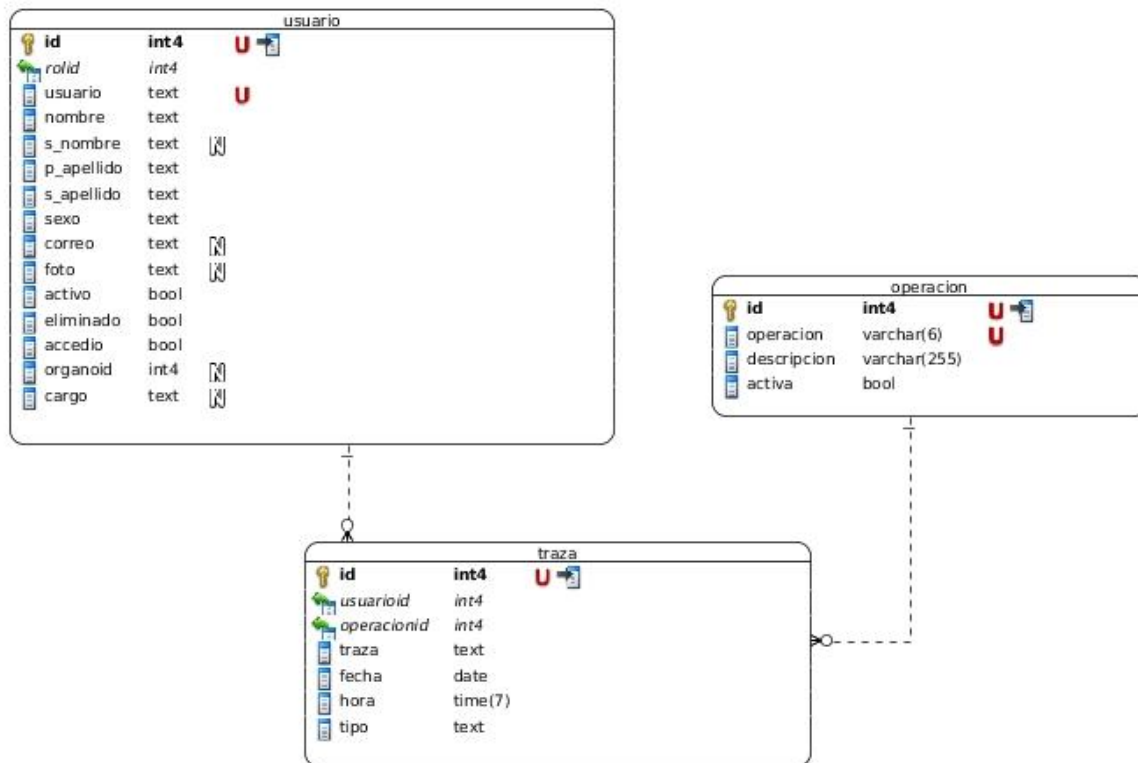 usuario
id int4 U
rolid int4
usuario text U
nombre text
s_nombre text N
p_apellido text
s_apellido text
sexo text
correo text N
foto text N
activo bool
eliminado bool
accedio bool
organoid int4 N
cargo text N
operacion
id int4 U
operacion varchar(6) U
descripcion varchar(255)
activa bool
traza
id int4 U
usuarioid int4
operacionid int4
traza text
fecha date
hora time(7)
tipo text